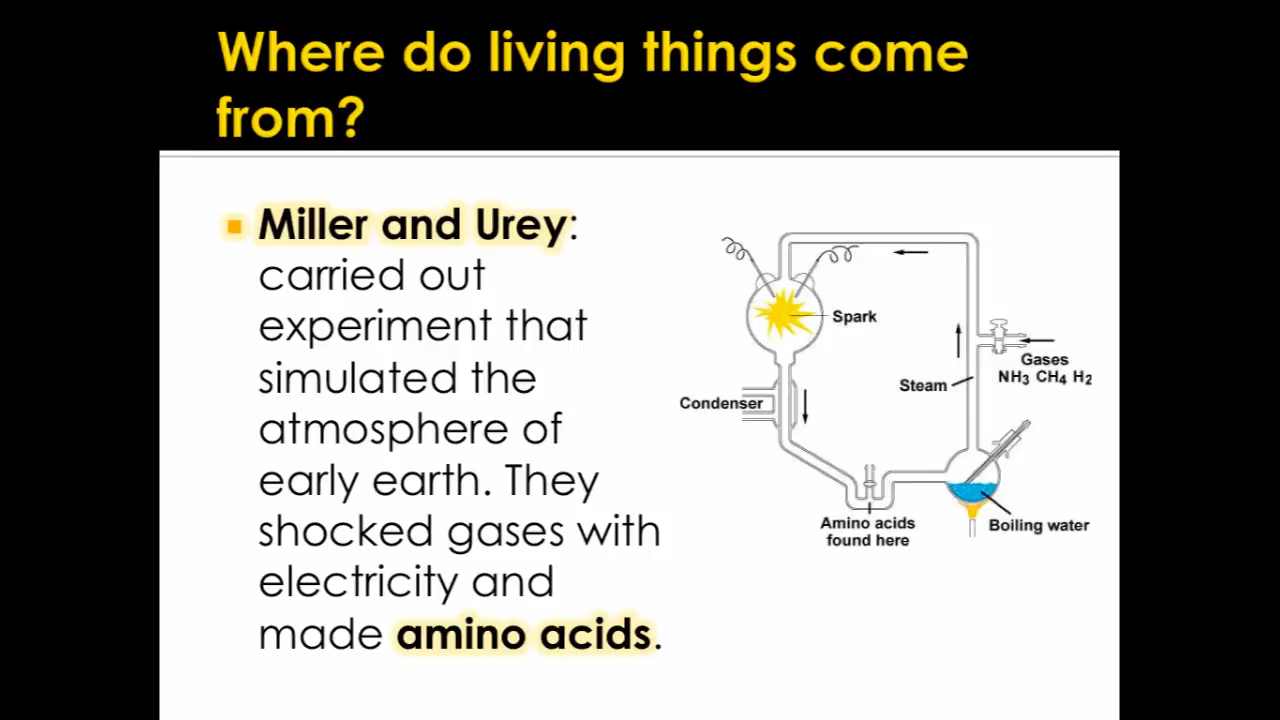 Where do living things come
from?
▪ Miller and Urey:
carried out
experiment that
simulated the
atmosphere of
early earth. They
shocked gases with
electricity and
made amino acids.
Spark
Gases
NH3 CH4 H2
Steam
Condenser
Amino acids
found here
Boiling water